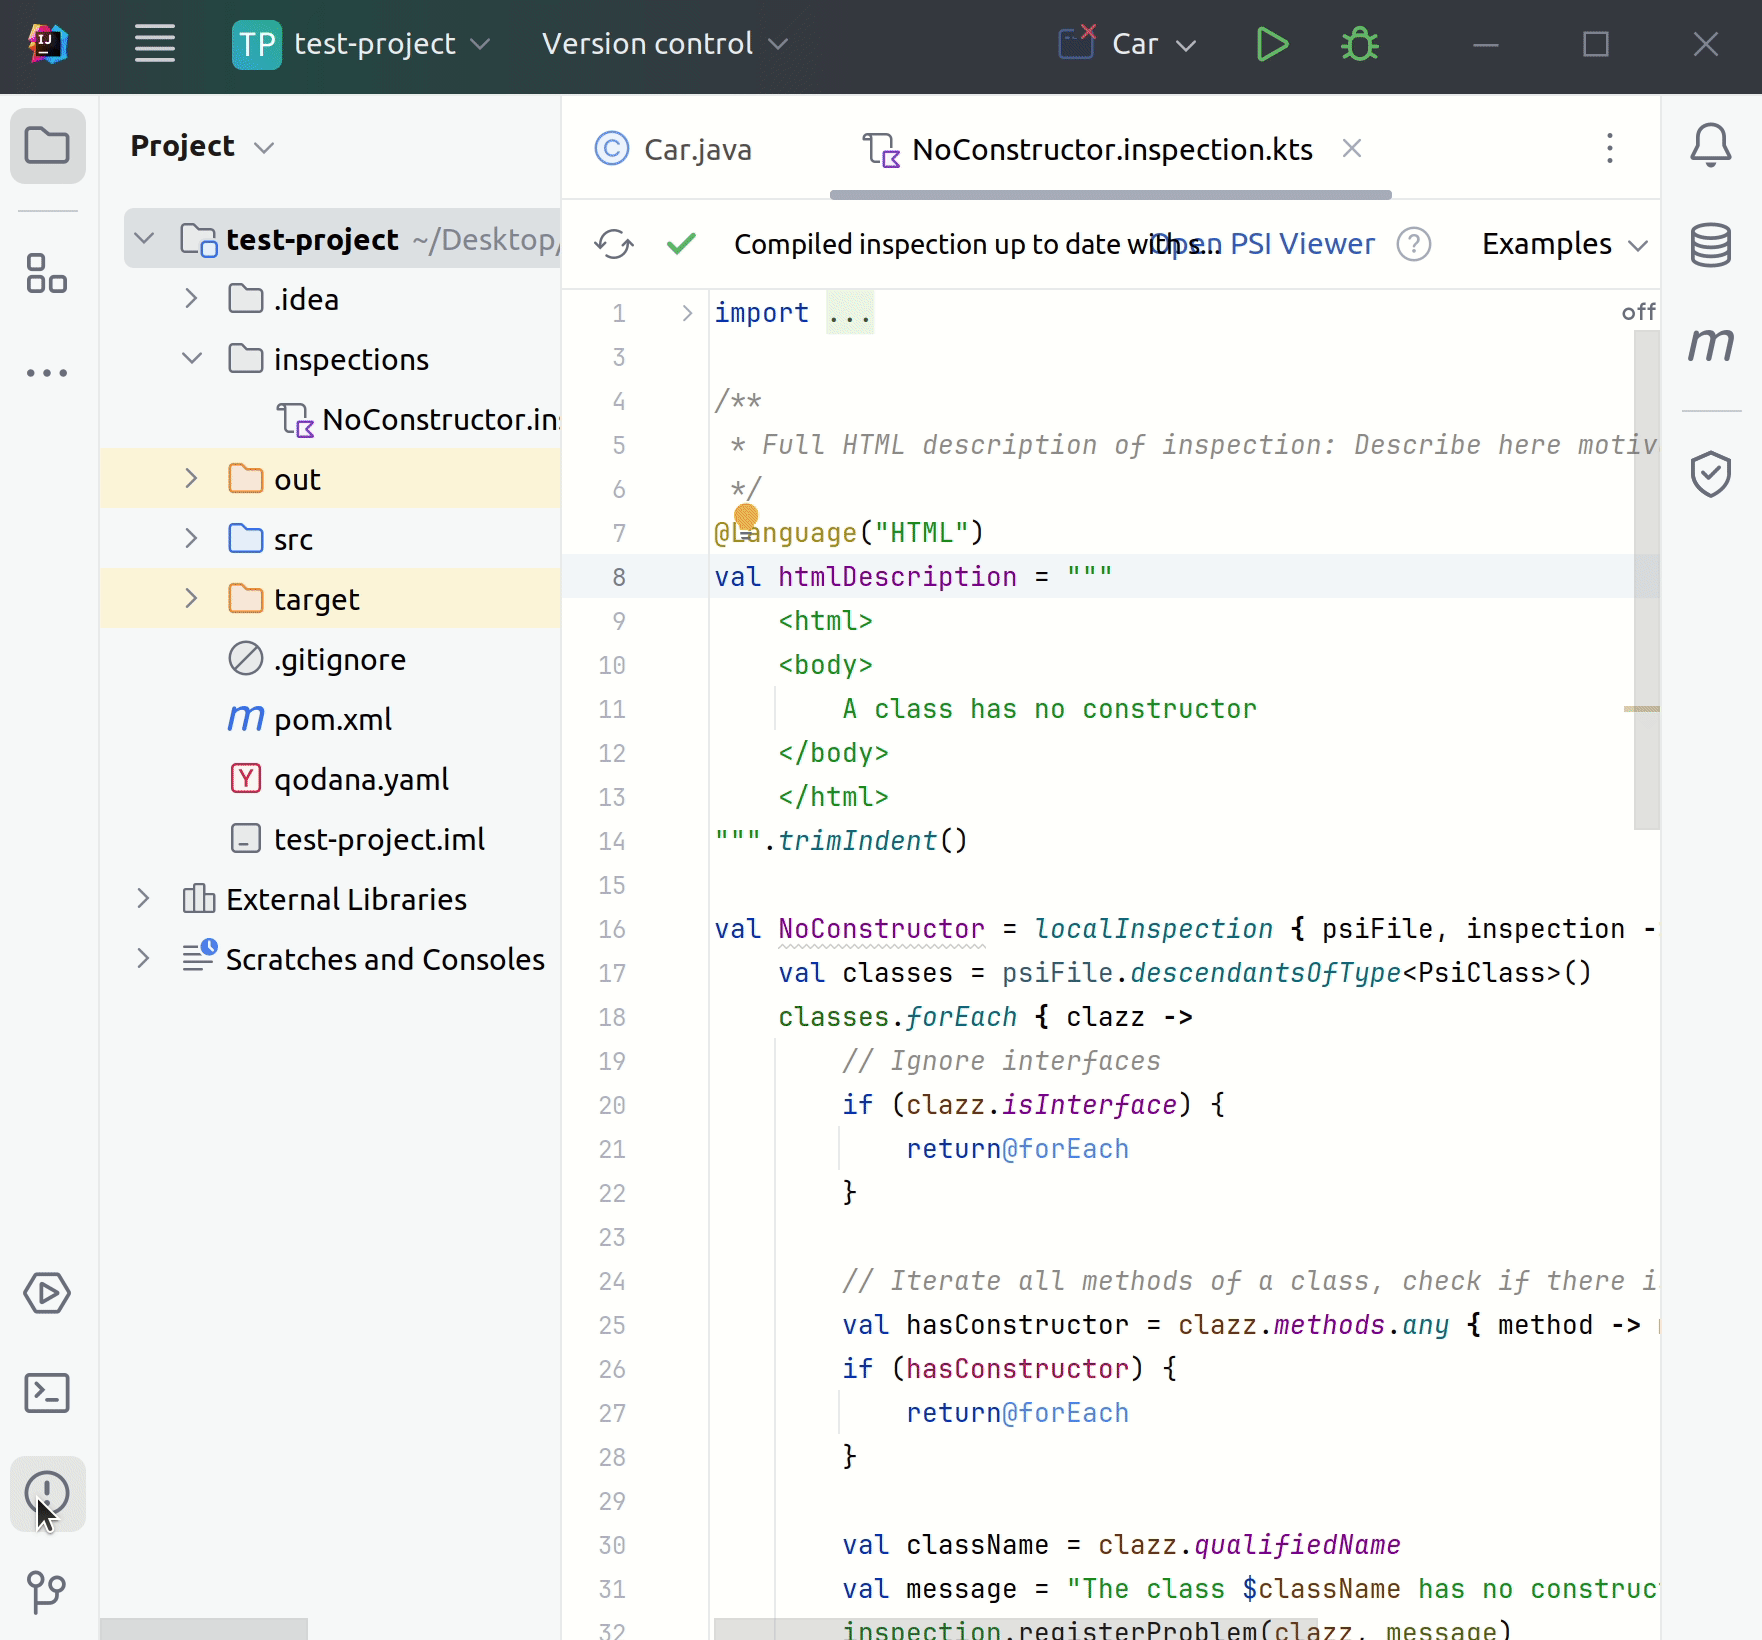 IJ
TP test-project Version control Car
Project
test-project ~/Desktop/
.idea
inspections
NoConstructor.in
out
src
target
.gitignore
m pom.xml
Y qodana.yaml
test-project.iml
External Libraries
Scratches and Consoles
C Car.java NoConstructor.inspection.kts
Compiled inspection up to date with s... Open PSI Viewer ? Examples
m
off
1 import ...
3
4 /**
5 * Full HTML description of inspection: Describe here motiv
6 */
7 @Language("HTML")
8 val htmlDescription = """
9 <html>
10 <body>
11 A class has no constructor
12 </body>
13 </html>
14 """.trimIndent()
15
16 val NoConstructor = localInspection { psiFile, inspection -
17 val classes = psiFile.descendantsOfType<PsiClass>()
18 classes.forEach { clazz ->
19 // Ignore interfaces
20 if (clazz.isInterface) {
21 return@forEach
22 }
23
24 // Iterate all methods of a class, check if there i
25 val hasConstructor = clazz.methods.any { method ->
26 if (hasConstructor) {
27 return@forEach
28 }
29
30 val className = clazz.qualifiedName
31 val message = "The class $className has no construc
32 inspection.registerProblem(clazz, message)